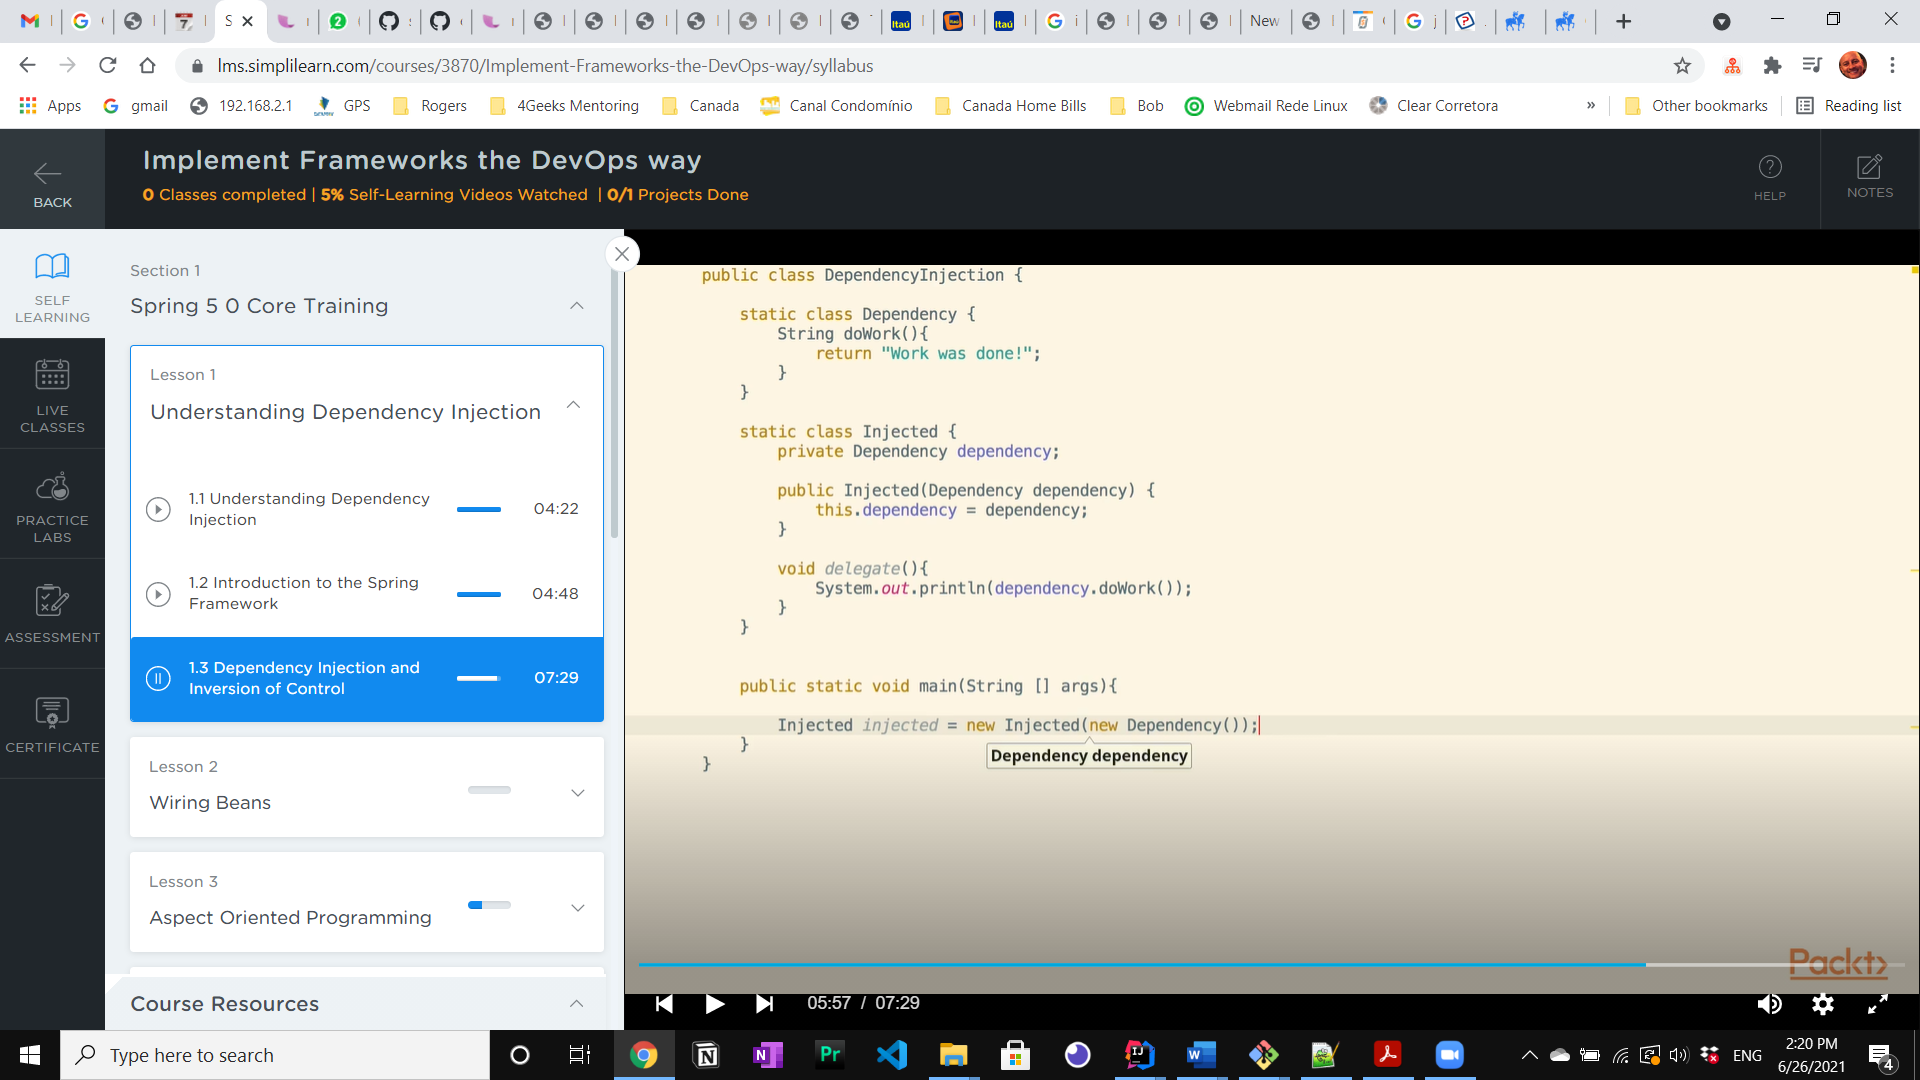 S
New
lms.simplilearn.com/courses/3870/Implement-Frameworks-the-DevOps-way/syllabus
Apps
gmail
192.168.2.1
GPS
Rogers
4Geeks Mentoring
Canada
Canal Condomínio
Canada Home Bills
Bob
Webmail Rede Linux
Clear Corretora
»
Other bookmarks
Reading list
BACK
Implement Frameworks the DevOps way
0 Classes completed | 5% Self-Learning Videos Watched | 0/1 Projects Done
HELP
NOTES
SELF
LEARNING
LIVE
CLASSES
PRACTICE
LABS
ASSESSMENT
CERTIFICATE
Section 1
Spring 5 0 Core Training
Lesson 1
Understanding Dependency Injection
1.1 Understanding Dependency
Injection
04:22
1.2 Introduction to the Spring
Framework
04:48
1.3 Dependency Injection and
Inversion of Control
07:29
Lesson 2
Wiring Beans
Lesson 3
Aspect Oriented Programming
Course Resources
public class DependencyInjection {
static class Dependency {
String doWork(){
return "Work was done!";
}
}
static class Injected {
private Dependency dependency;
public Injected(Dependency dependency) {
this.dependency = dependency;
}
void delegate(){
System.out.println(dependency.doWork());
}
}
public static void main(String [] args){
Injected injected = new Injected(new Dependency());
}
Dependency dependency
}
Packt
05:57 / 07:29
Type here to search
ENG
2:20 PM
6/26/2021
4